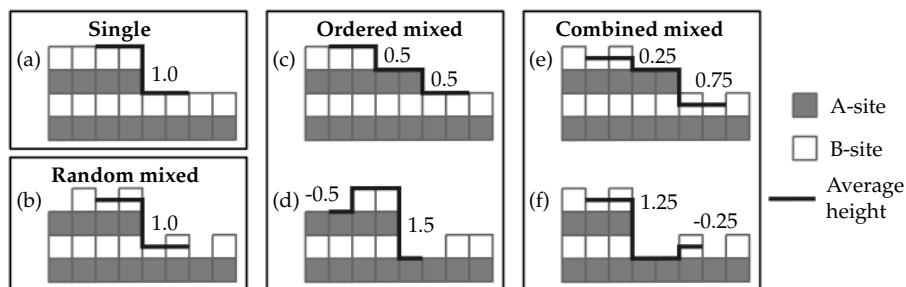 Single
(a)
1.0
Random mixed
(b)
1.0
Ordered mixed
(c)
0.5
0.5
(d)
-0.5
1.5
Combined mixed
(e)
0.25
0.75
(f)
1.25
-0.25
A-site
B-site
Average
height